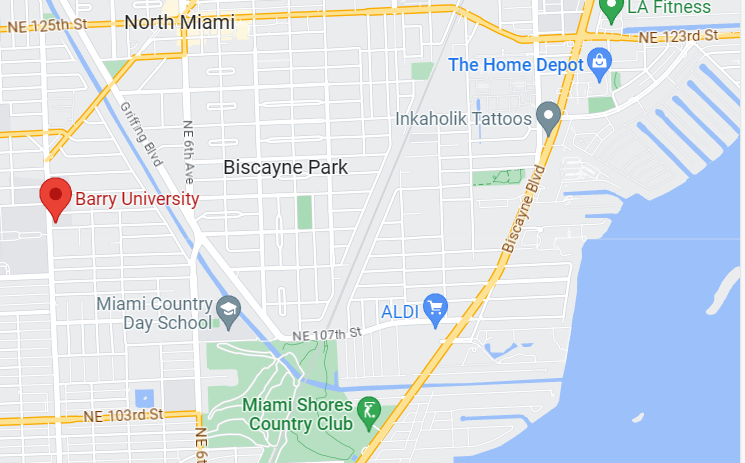 LA Fitness
NE 125th St
North Miami
NE 123rd St
The Home Depot
Griffing Blvd
Inkaholik Tattoos
NE 6th Ave
Biscayne Park
Barry University
Biscayne Blvd
Miami Country
Day School
ALDI
NE 107th St
Miami Shores
Country Club
NE 103rd St
NE 6t